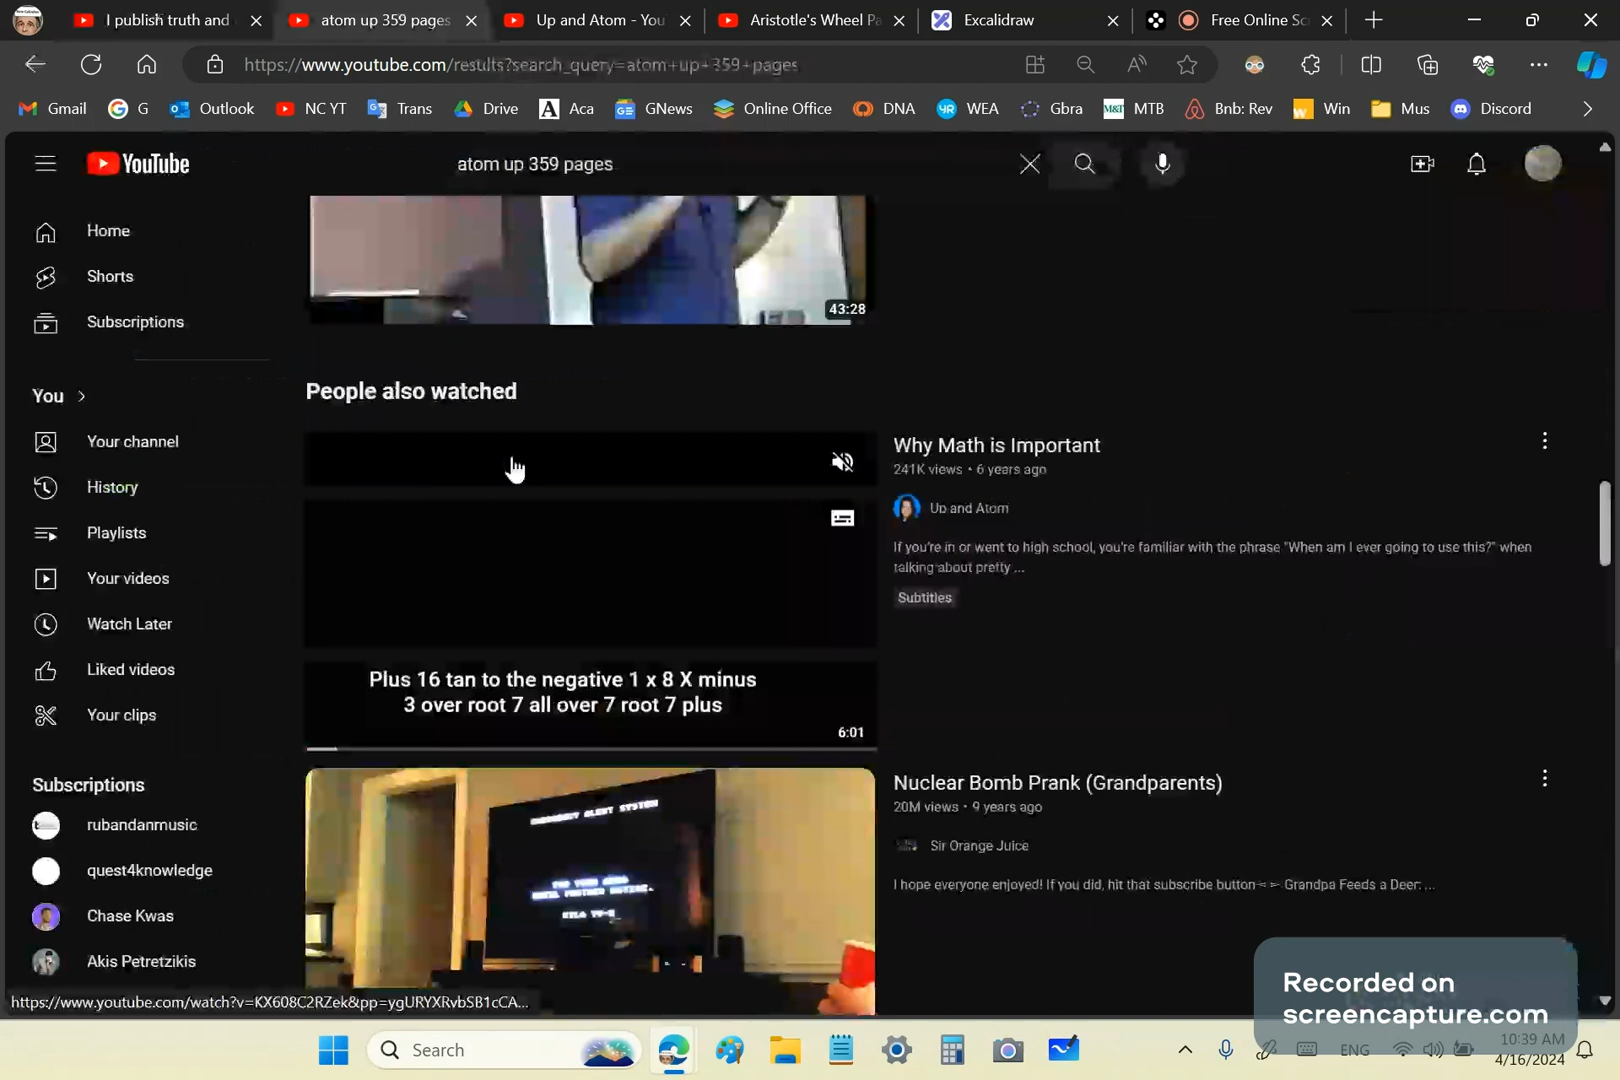 I publish truth and
atom up 359 pages
Up and Atom - You
Aristotle's Wheel Pa
Excalidraw
Free Online Sc
https://www.youtube.com/results?search_query=atom+up+359+pages
Gmail G Outlook NC YT Trans Drive Aca GNews Online Office DNA WEA Gbra MTB Bnb: Rev Win Mus Discord
YouTube
atom up 359 pages
Home
Shorts
Subscriptions
43:28
You
People also watched
Your channel
History
Playlists
Your videos
Watch Later
Liked videos
Your clips
Why Math is Important
241K views • 6 years ago
Up and Atom
If you're in or went to high school, you're familiar with the phrase "When am I ever going to use this?" when
talking about pretty ...
Subtitles
Plus 16 tan to the negative 1 x 8 X minus
3 over root 7 all over 7 root 7 plus
6:01
Subscriptions
rubandanmusic
quest4knowledge
Chase Kwas
Akis Petretzikis
EMERGENCY ALERT SYSTEM
Nuclear Bomb Prank (Grandparents)
20M views • 9 years ago
Sir Orange Juice
I hope everyone enjoyed! If you did, hit that subscribe button Grandpa Feeds a Deer: ...
https://www.youtube.com/watch?v=KX608C2RZek&pp=ygURYXRvbSB1cCA...
Recorded on
screencapture.com
Search
ENG
10:39 AM
4/16/2024